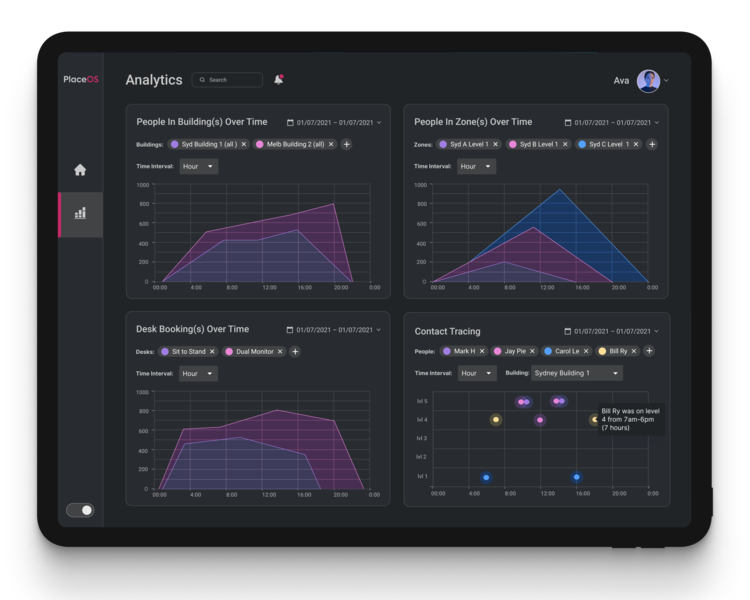 PlaceOS
Analytics
Search
Ava
People In Building(s) Over Time
01/07/2021 – 01/07/2021
Buildings:
Syd Building 1 (all )
Melb Building 2 (all)
Time Interval:
Hour
1000
800
600
400
200
0
00:00
4:00
8:00
12:00
16:00
20:00
0:00
People In Zone(s) Over Time
01/07/2021 – 01/07/2021
Zones:
Syd A Level 1
Syd B Level 1
Syd C Level 1
Time Interval:
Hour
1000
800
600
400
200
0
00:00
4:00
8:00
12:00
16:00
20:00
0:00
Desk Booking(s) Over Time
01/07/2021 – 01/07/2021
Desks:
Sit to Stand
Dual Monitor
Time Interval:
Hour
1000
800
600
400
200
0
00:00
4:00
8:00
12:00
16:00
20:00
0:00
Contact Tracing
01/07/2021 – 01/07/2021
People:
Mark H
Jay Pie
Carol Le
Bill Ry
Time Interval:
Hour
Building:
Sydney Building 1
lvl 5
lvl 4
lvl 3
lvl 2
lvl 1
Bill Ry was on level
4 from 7am–6pm
(7 hours)
00:00
4:00
8:00
12:00
16:00
20:00
0:00